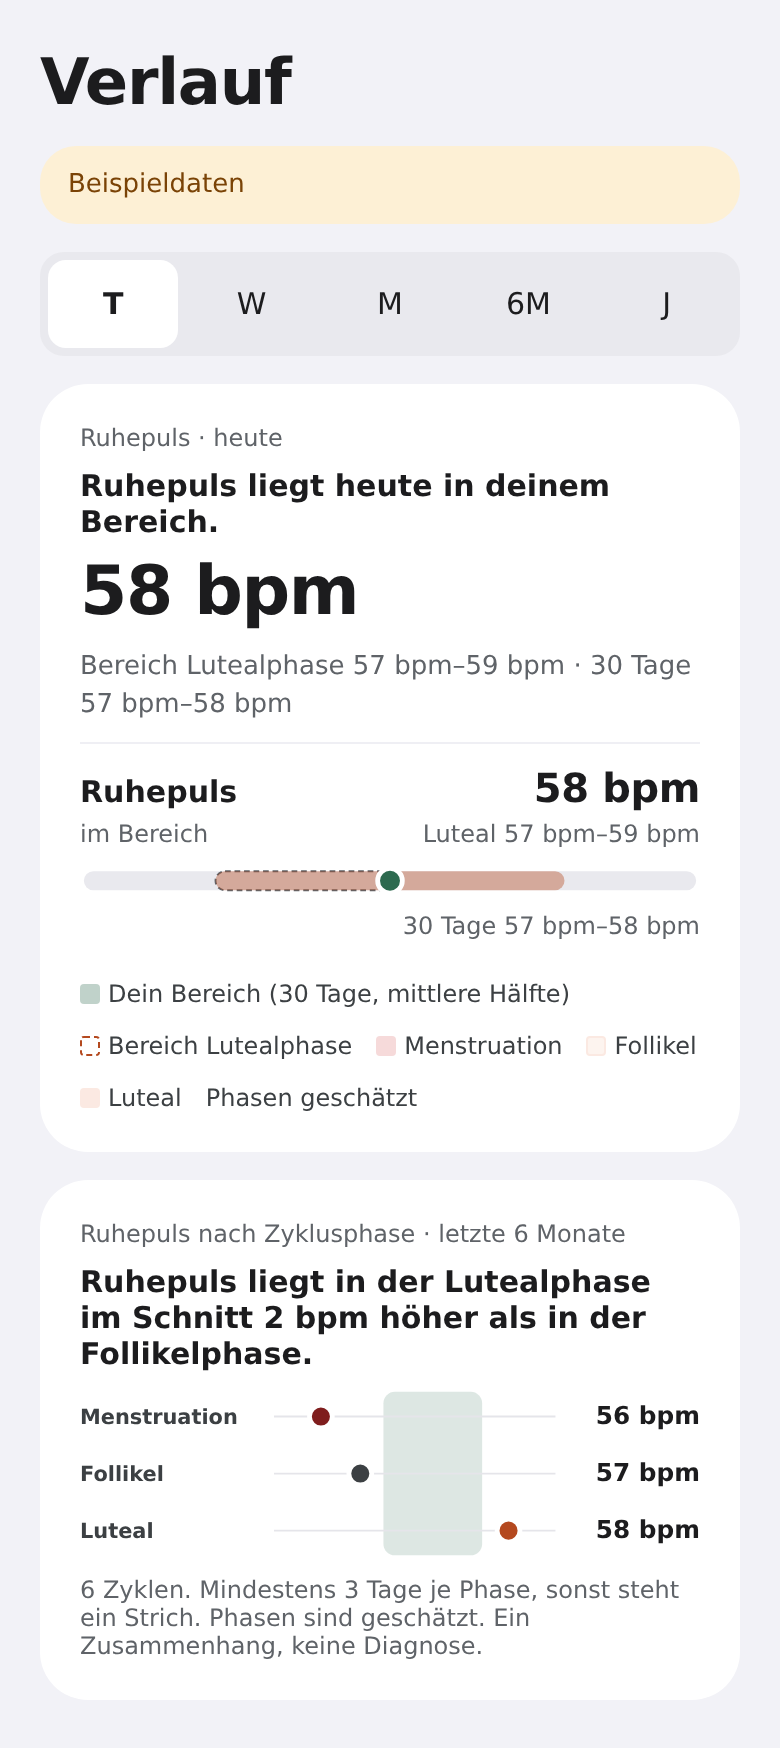 Verlauf
Beispieldaten
T W M 6M J
Ruhepuls · heute
Ruhepuls liegt heute in deinem
Bereich.
58 bpm
Bereich Lutealphase 57 bpm–59 bpm · 30 Tage
57 bpm–58 bpm
Ruhepuls 58 bpm
im Bereich Luteal 57 bpm–59 bpm
30 Tage 57 bpm–58 bpm
Dein Bereich (30 Tage, mittlere Hälfte)
Bereich Lutealphase Menstruation Follikel
Luteal Phasen geschätzt
Ruhepuls nach Zyklusphase · letzte 6 Monate
Ruhepuls liegt in der Lutealphase
im Schnitt 2 bpm höher als in der
Follikelphase.
Menstruation 56 bpm
Follikel 57 bpm
Luteal 58 bpm
6 Zyklen. Mindestens 3 Tage je Phase, sonst steht
ein Strich. Phasen sind geschätzt. Ein
Zusammenhang, keine Diagnose.